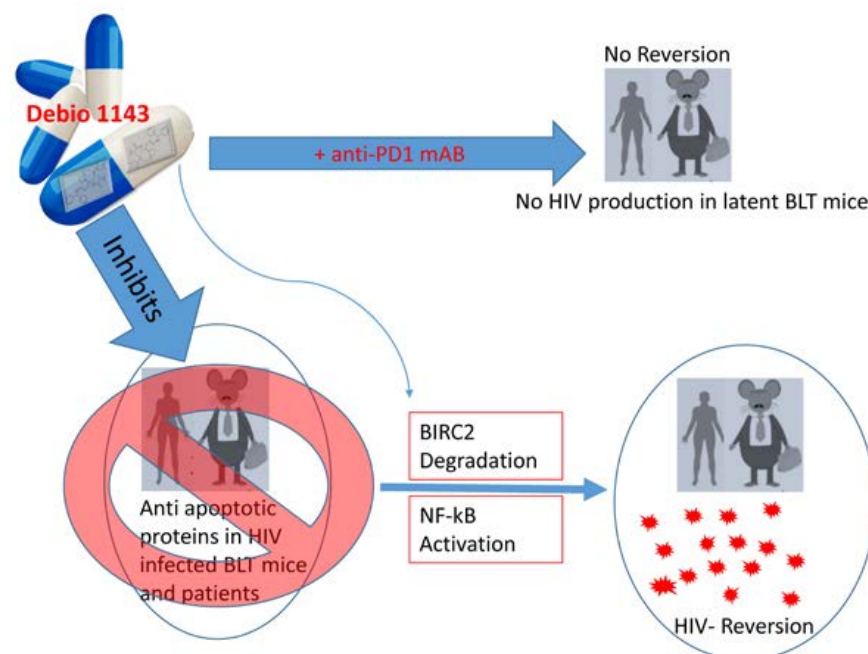 No Reversion
Debio 1143
+ anti-PD1 mAB
No HIV production in latent BLT mice
Inhibits
BIRC2
Degradation
NF-kB
Activation
Anti apoptotic
proteins in HIV
infected BLT mice
and patients
HIV- Reversion